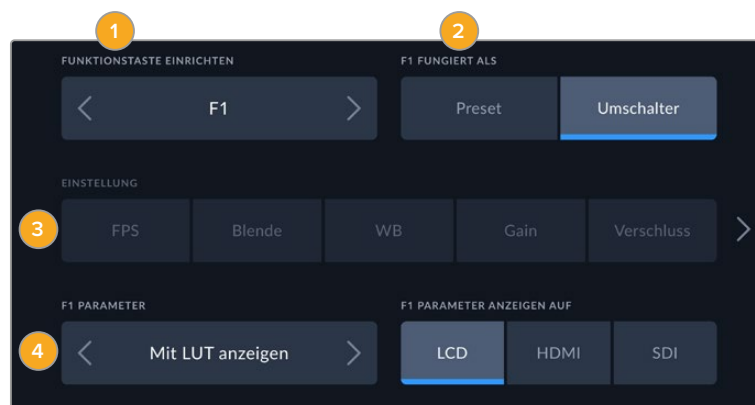 1 2
FUNKTIONSTASTE EINRICHTEN F1 FUNGIERT ALS
F1 Preset Umschalter
EINSTELLUNG
3 FPS Blende WB Gain Verschluss
F1 PARAMETER F1 PARAMETER ANZEIGEN AUF
4 Mit LUT anzeigen LCD HDMI SDI